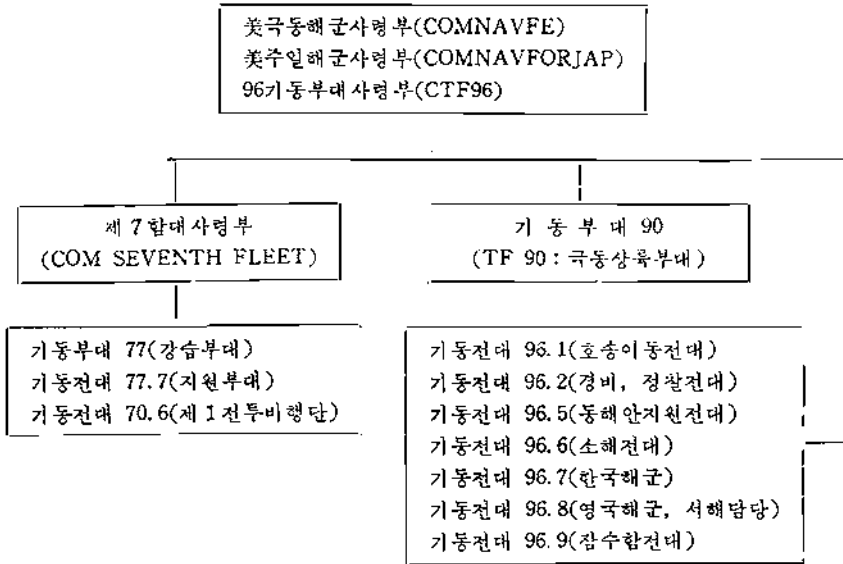 美극동해군사령부(COMNAVFE)
美주일해군사령부(COMNAVFORJAP)
96기동부대사령부(CTF96)
제 7 함대사령부
(COM SEVENTH FLEET)
기 동 부 대 90
(TF 90 : 극동상륙부대)
기동부대 77(강습부대)
기동전대 77.7(지원부대)
기동전대 70.6(제 1 전투비행단)
기동전대 96.1(호송이동전대)
기동전대 96.2(경비, 정찰전대)
기동전대 96.5(동해안지원전대)
기동전대 96.6(소해전대)
기동전대 96.7(한국해군)
기동전대 96.8(영국해군, 서해담당)
기동전대 96.9(잠수함전대)